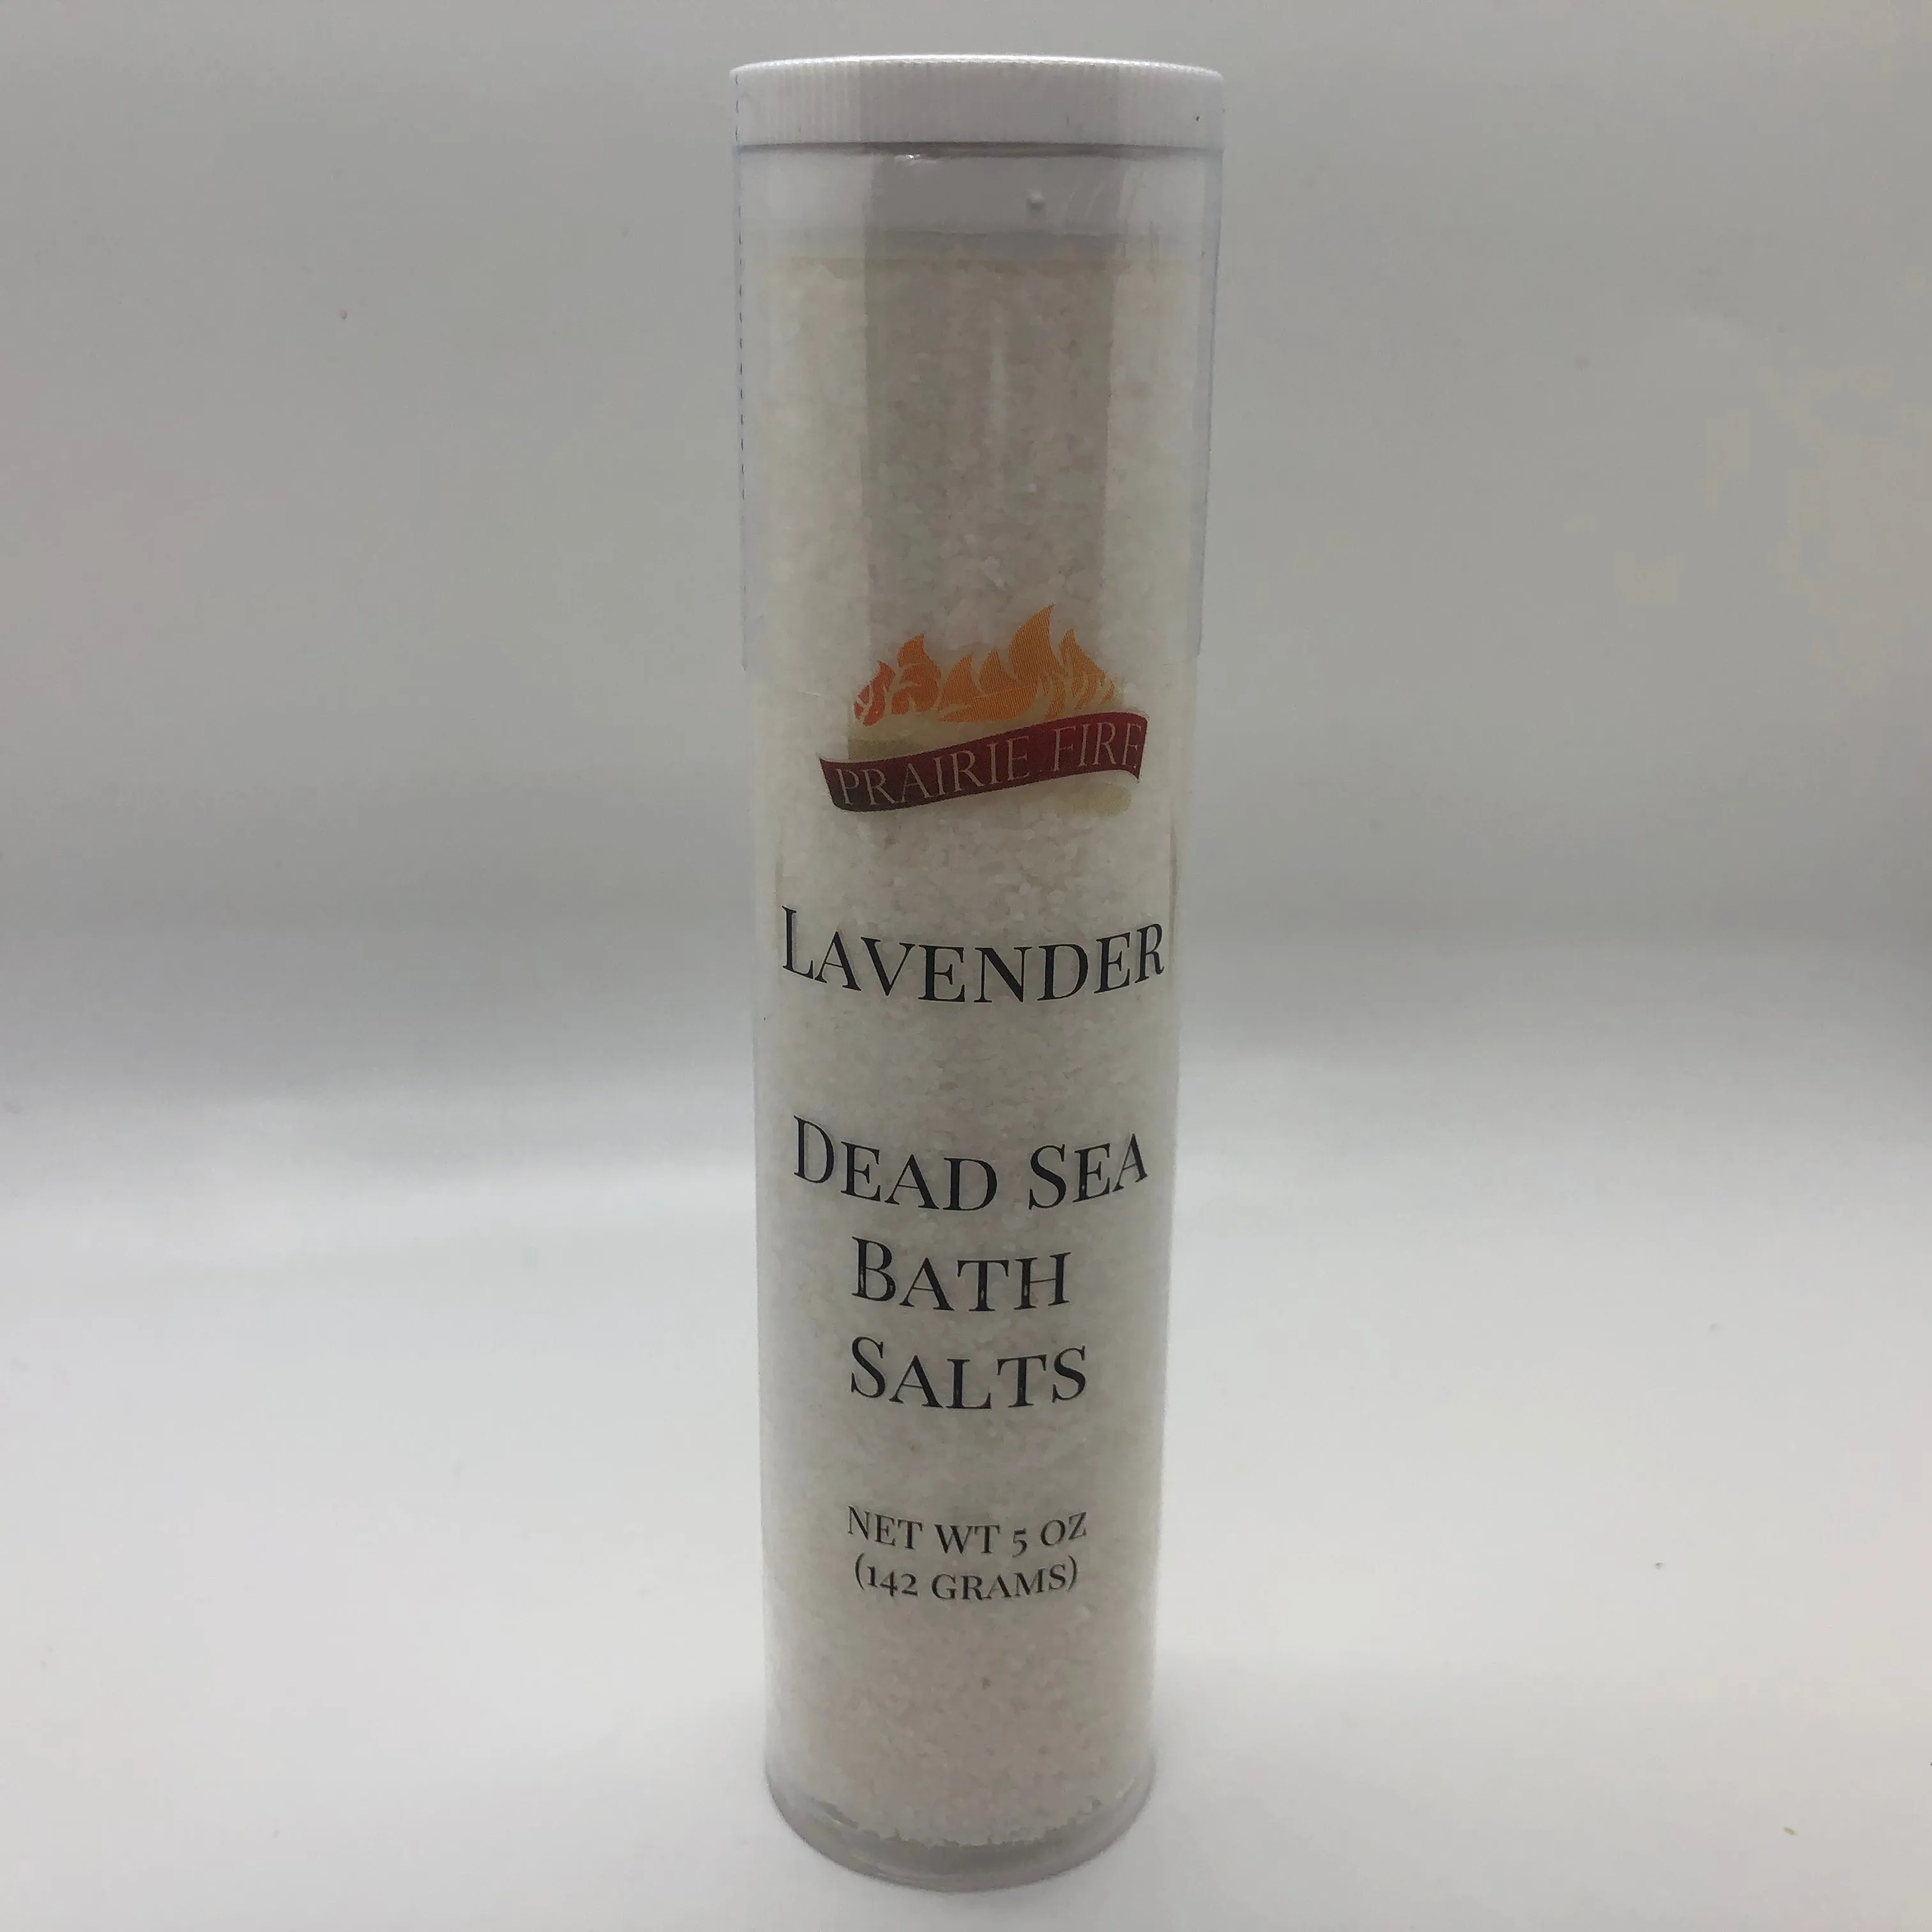 PRAIRIE FIRE
LAVENDER
DEAD SEA
BATH
SALTS
NET WT 5 OZ
(142 GRAMS)